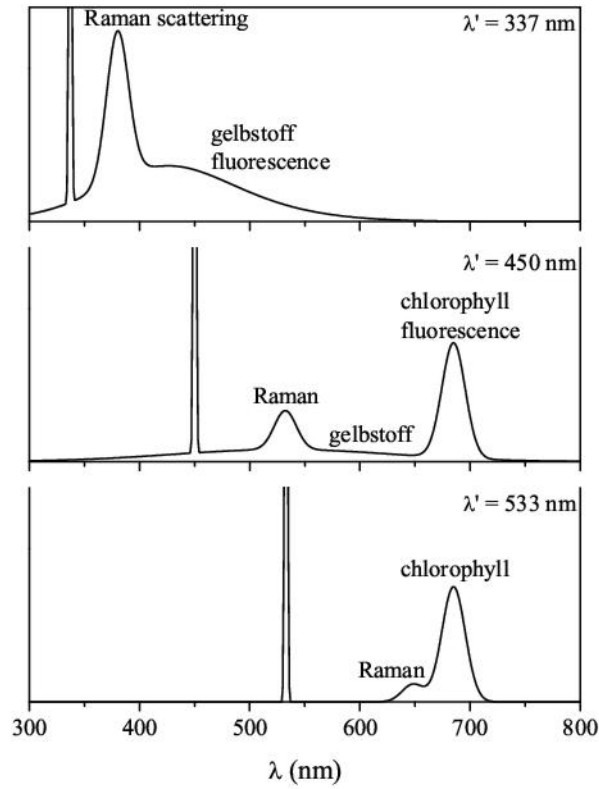 Raman scattering
λ' = 337 nm
gelbstoff
fluorescence
λ' = 450 nm
chlorophyll
fluorescence
Raman
gelbstoff
λ' = 533 nm
chlorophyll
Raman
300 400 500 600 700 800
λ (nm)